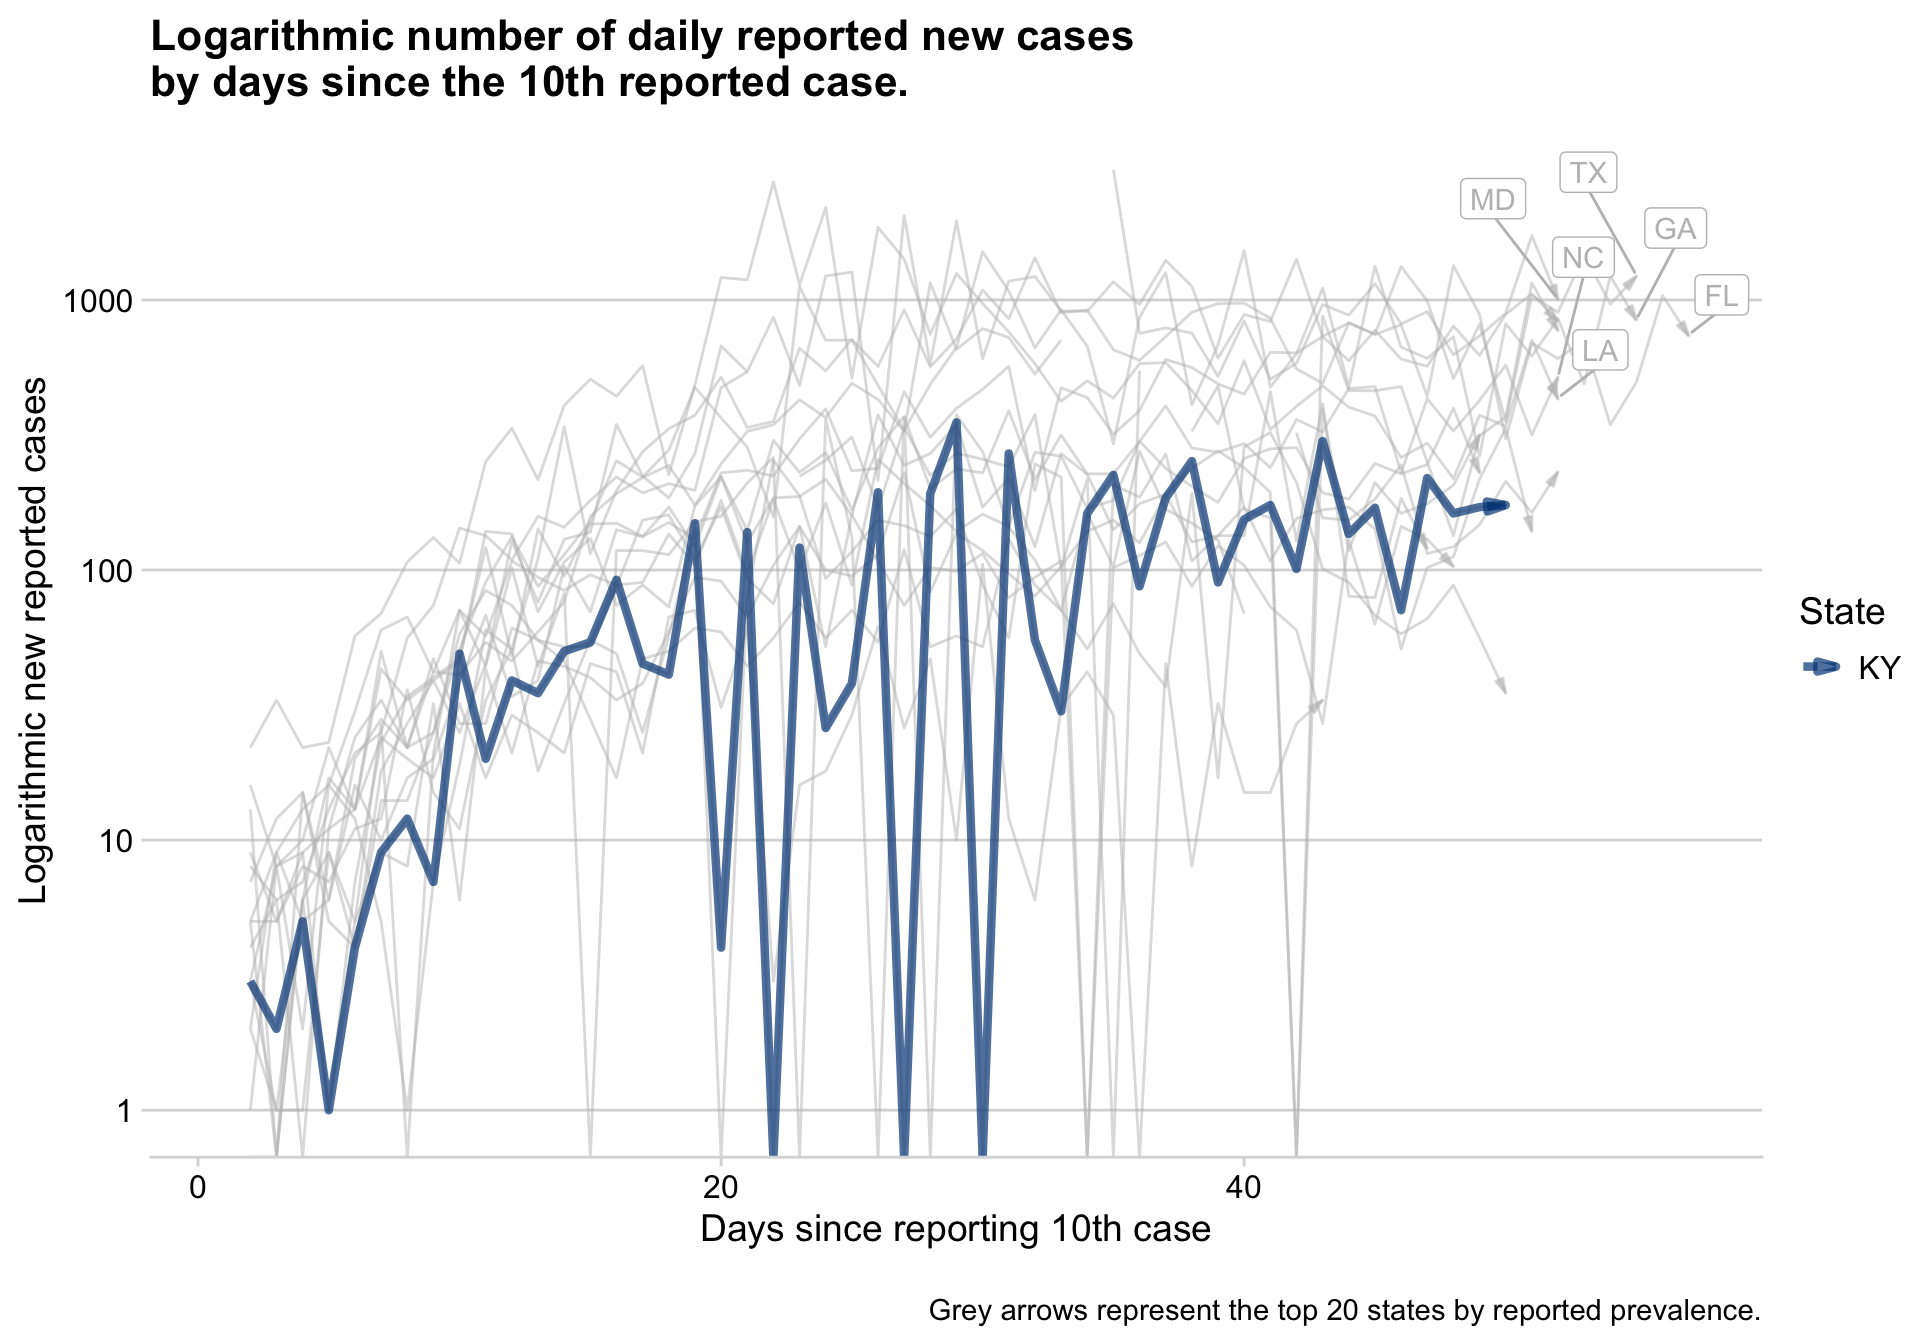 Logarithmic number of daily reported new cases
by days since the 10th reported case.
TX
MD
GA
NC
FL
LA
Logarithmic new reported cases
1000
100
10
1
0
20
40
Days since reporting 10th case
State
KY
Grey arrows represent the top 20 states by reported prevalence.